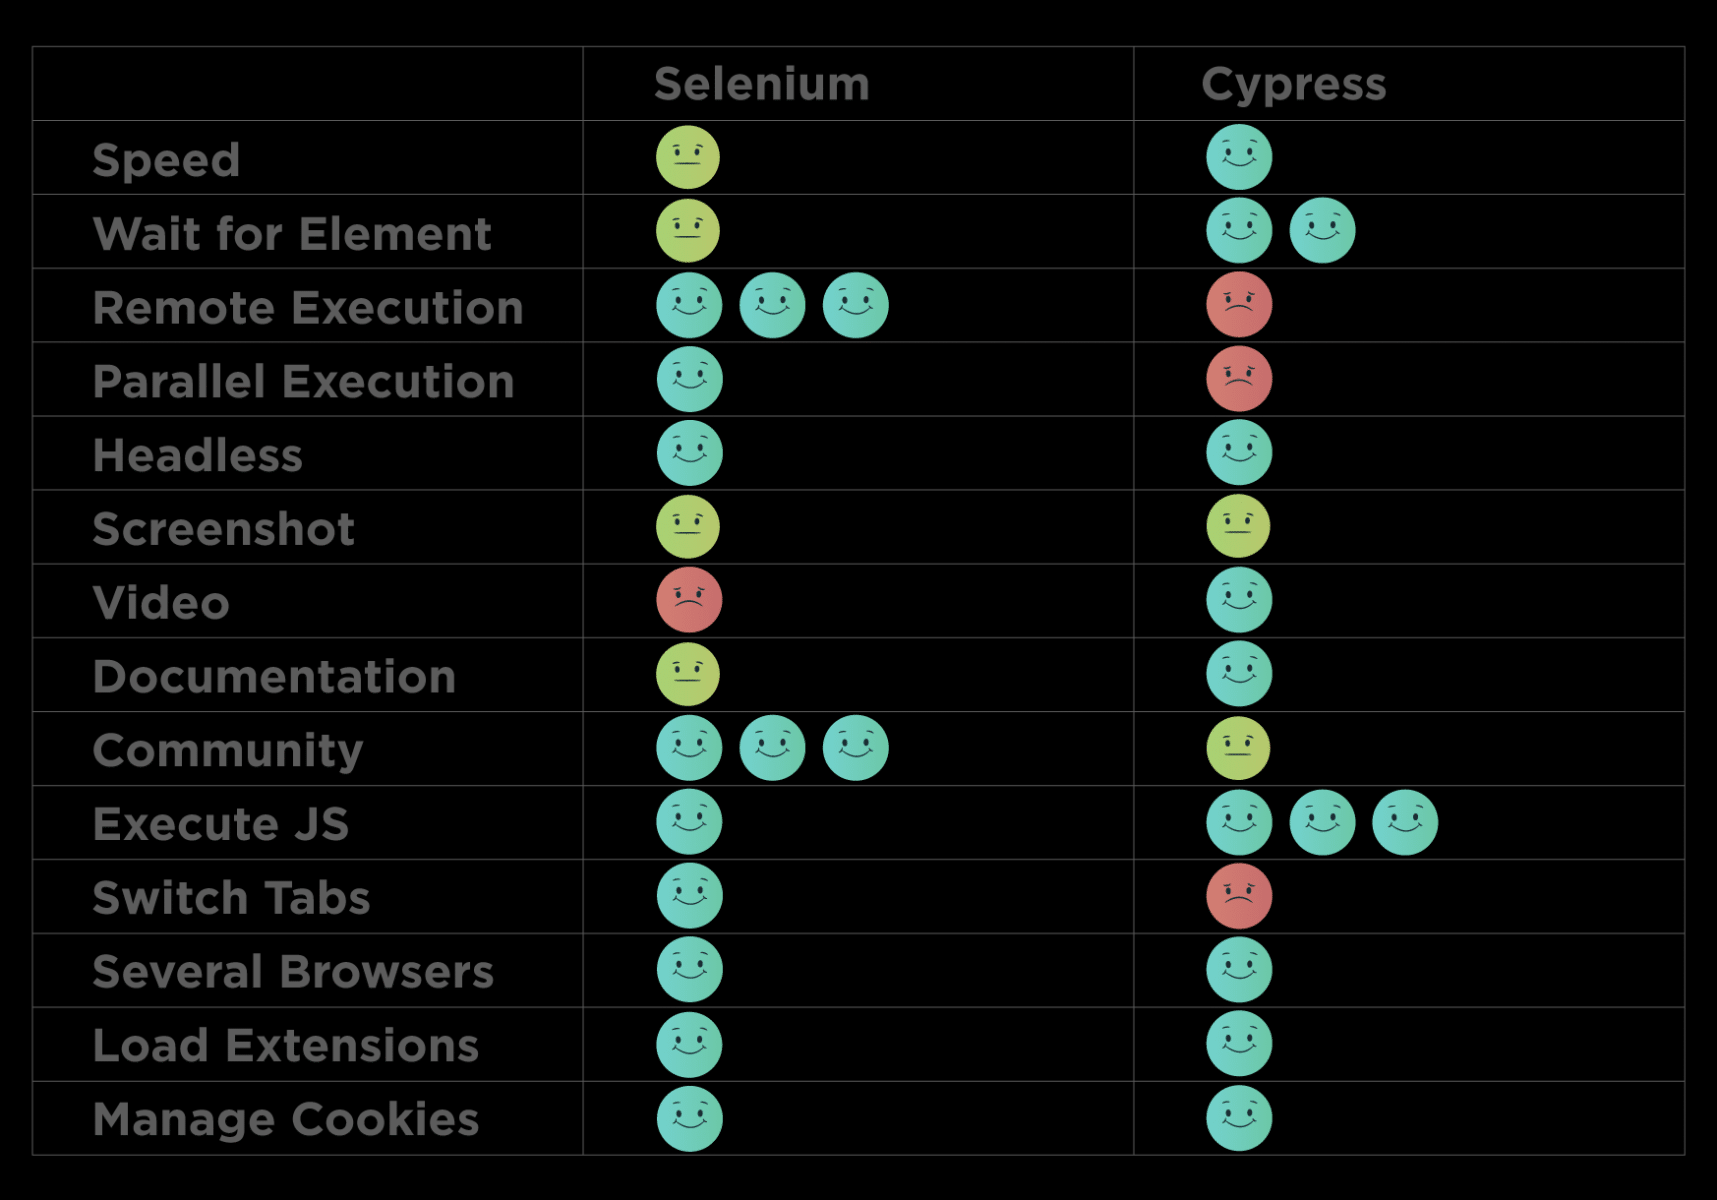 Selenium Cypress
Speed
Wait for Element
Remote Execution
Parallel Execution
Headless
Screenshot
Video
Documentation
Community
Execute JS
Switch Tabs
Several Browsers
Load Extensions
Manage Cookies